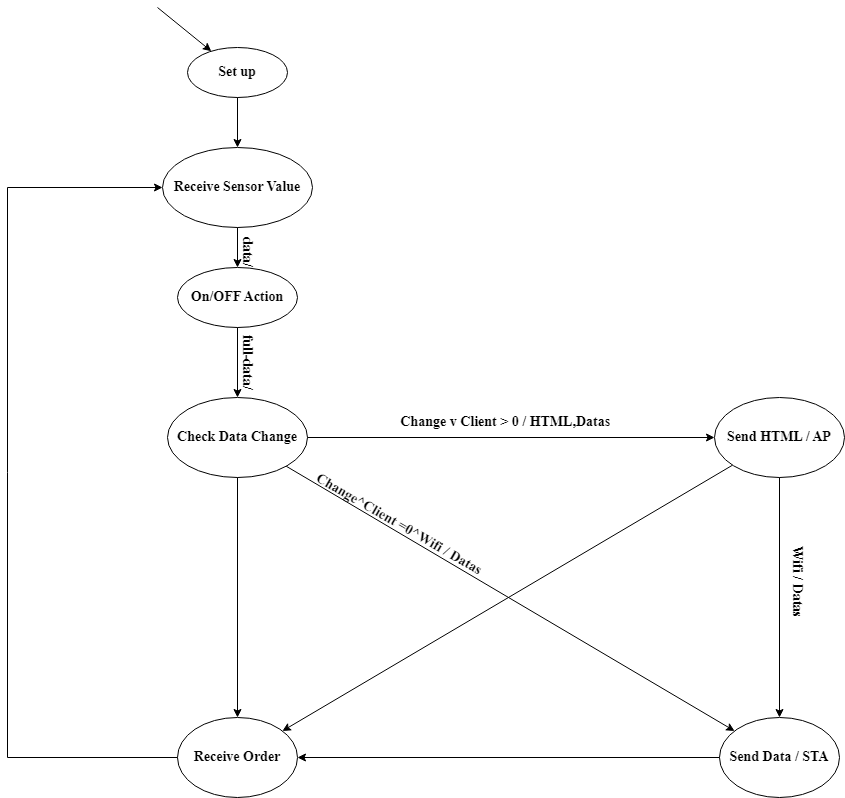 Set up
Receive Sensor Value
data/
On/OFF Action
full-data/
Change v Client > 0 / HTML,Datas
Check Data Change
Send HTML / AP
Change^Client =0^Wifi / Datas
Wifi / Datas
Receive Order
Send Data / STA